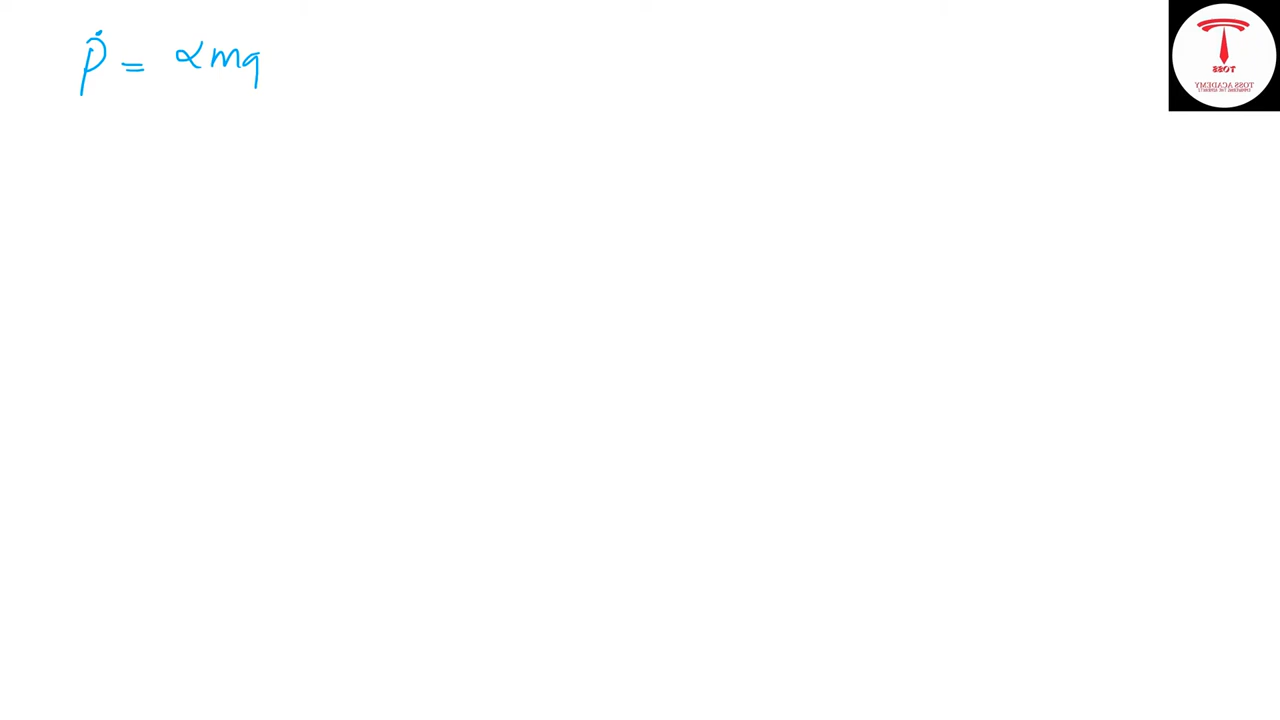 ṗ = αmq
TOSS
TOSS ACADEMY